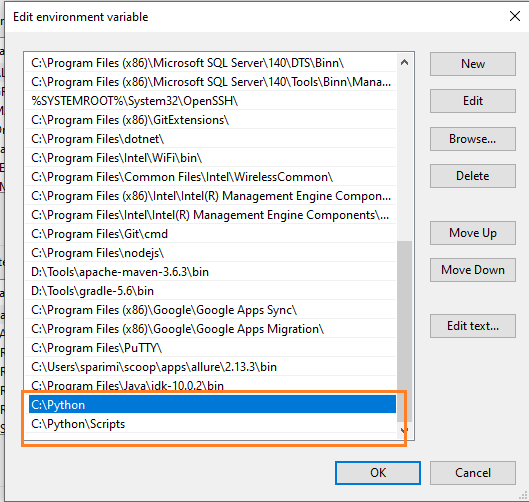 Edit environment variable
C:\Program Files (x86)\Microsoft SQL Server\140\DTS\Binn\
C:\Program Files (x86)\Microsoft SQL Server\140\Tools\Binn\Mana...
%SYSTEMROOT%\System32\OpenSSH\
C:\Program Files (x86)\GitExtensions\
C:\Program Files\dotnet\
C:\Program Files\Intel\WiFi\bin\
C:\Program Files\Common Files\Intel\WirelessCommon\
C:\Program Files (x86)\Intel\Intel(R) Management Engine Compon...
C:\Program Files\Intel\Intel(R) Management Engine Components\...
C:\Program Files\Git\cmd
C:\Program Files\nodejs\
D:\Tools\apache-maven-3.6.3\bin
D:\Tools\gradle-5.6\bin
C:\Program Files (x86)\Google\Google Apps Sync\
C:\Program Files (x86)\Google\Google Apps Migration\
C:\Program Files\PuTTY\
C:\Users\sparimi\scoop\apps\allure\2.13.3\bin
C:\Program Files\Java\jdk-10.0.2\bin
C:\Python
C:\Python\Scripts
New
Edit
Browse...
Delete
Move Up
Move Down
Edit text...
OK
Cancel